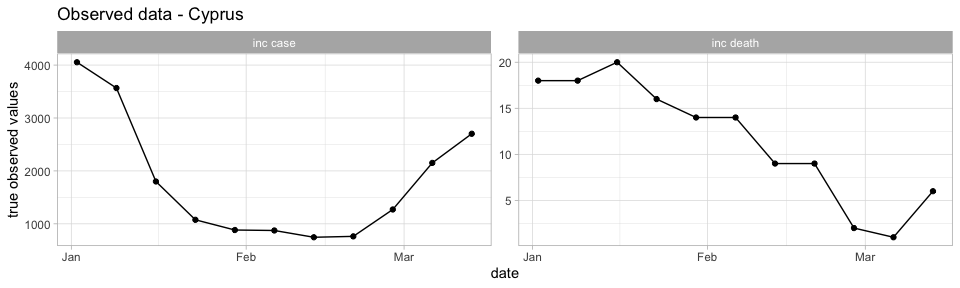 Observed data - Cyprus
inc case
inc death
true observed values
4000
3000
2000
1000
20
15
10
5
Jan
Feb
Mar
Jan
Feb
Mar
date